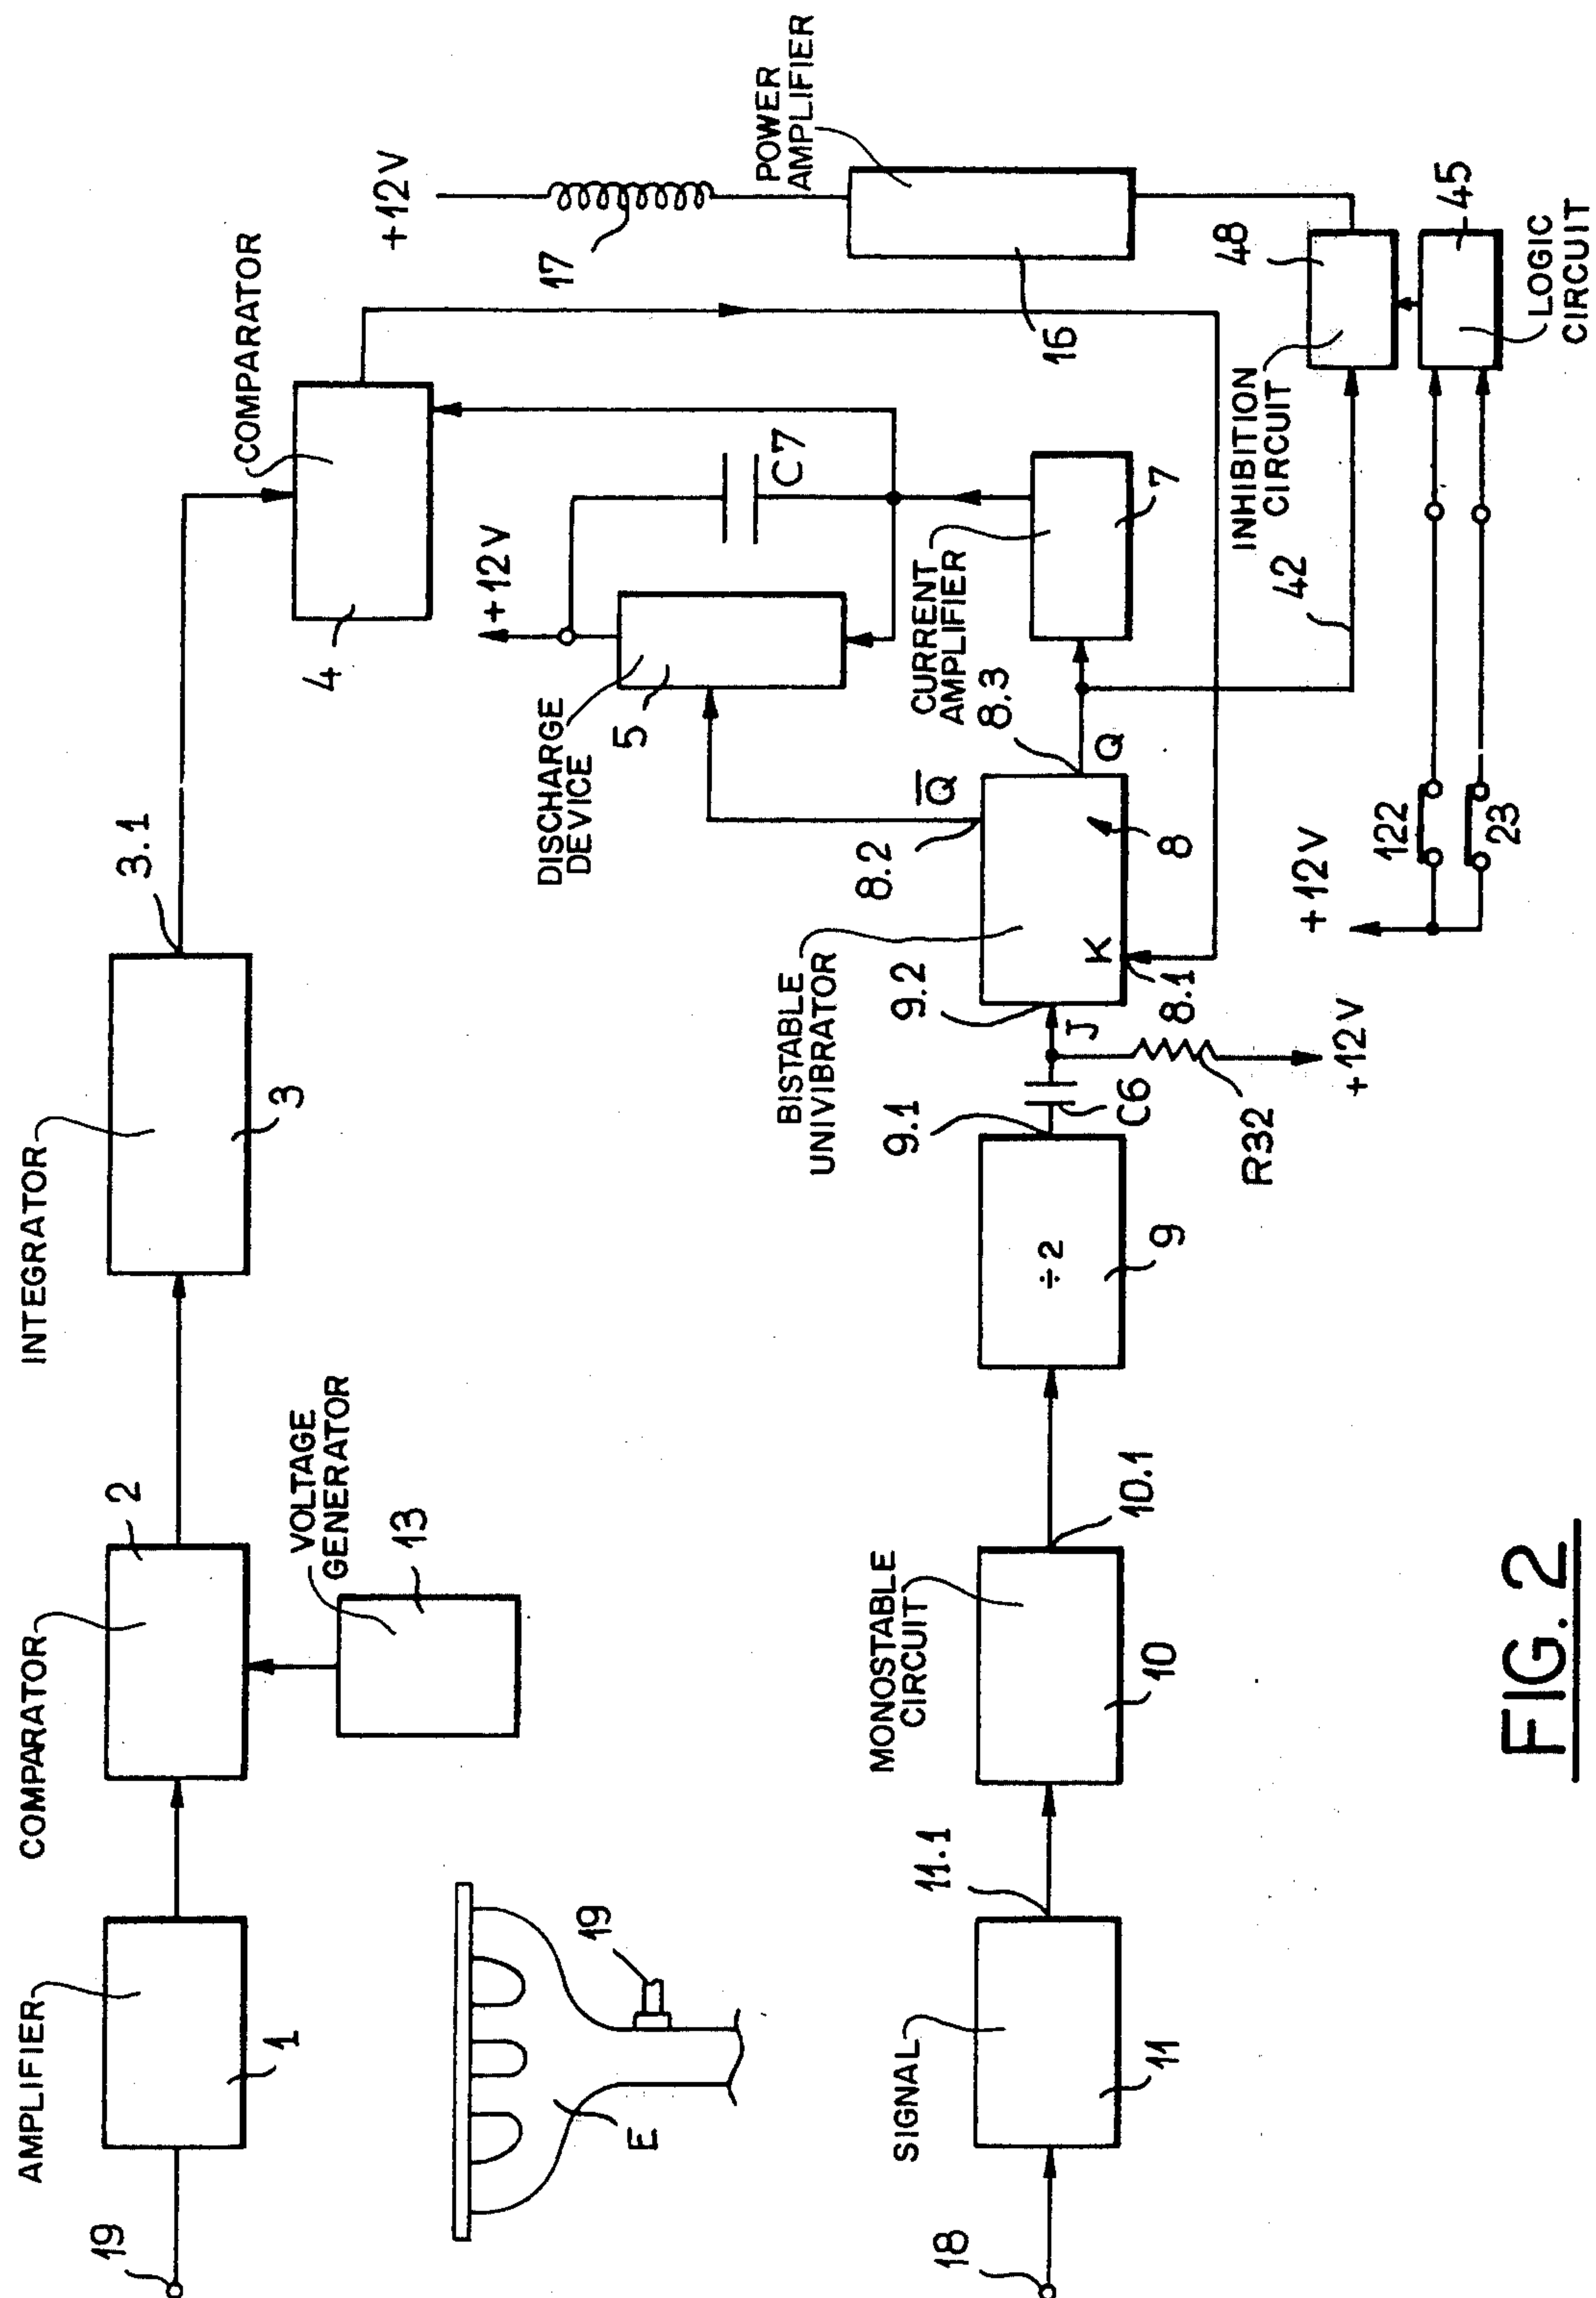 AMPLIFIER
COMPARATOR
INTEGRATOR
19
1
2
3
3.1
VOLTAGE
GENERATOR
13
COMPARATOR
4
+12V
17
POWER
AMPLIFIER
16
+12V
C7
DISCHARGE
DEVICE
5
19
E
SIGNAL
18
11
11.1
MONOSTABLE
CIRCUIT
10
10.1
÷2
9
9.1
C6
R32
+12V
9.2
J
BISTABLE
UNIVIBRATOR
K
8.1
8
8.2
Q̅
Q
8.3
CURRENT
AMPLIFIER
7
42
INHIBITION
CIRCUIT
48
45
LOGIC
CIRCUIT
+12V
122
23
FIG. 2